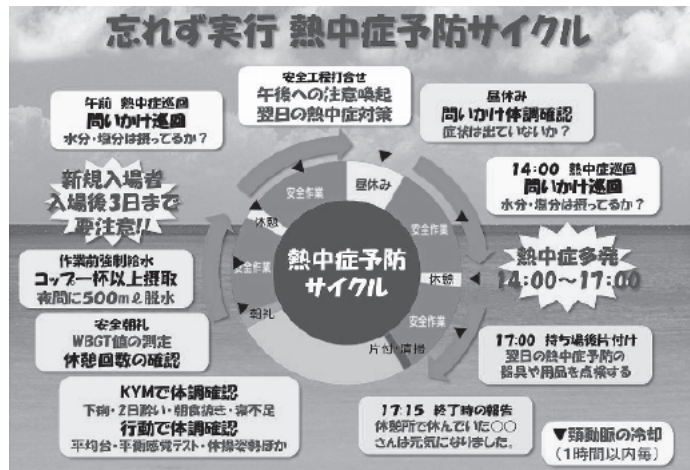 忘れず実行 熱中症予防サイクル
安全工程打合せ
午後への注意喚起
翌日の熱中症対策
午前 熱中症巡回
問いかけ巡回
水分・塩分は摂ってるか?
昼休み
問いかけ体調確認
症状は出ていないか?
14:00 熱中症巡回
問いかけ巡回
水分・塩分は摂ってるか?
新規入場者
入場後3日まで
要注意!!
熱中症多発
14:00〜17:00
作業前強制給水
コップ一杯以上摂取
夜間に500mℓ脱水
安全朝礼
WBGT値の測定
休憩回数の確認
KYMで体調確認
下痢・2日酔い・朝食抜き・寝不足
行動で体調確認
平均台・平衡感覚テスト・体操姿勢ほか
17:00 持ち場後片付け
翌日の熱中症予防の
器具や用品を点検する
17:15 終了時の報告
休憩所で休んでいた○○
さんは元気になりました。
▼頸動脈の冷却
(1時間以内毎)
熱中症予防
サイクル
昼休み
安全作業
休憩
安全作業
片付・清掃
朝礼
安全作業
休憩
安全作業